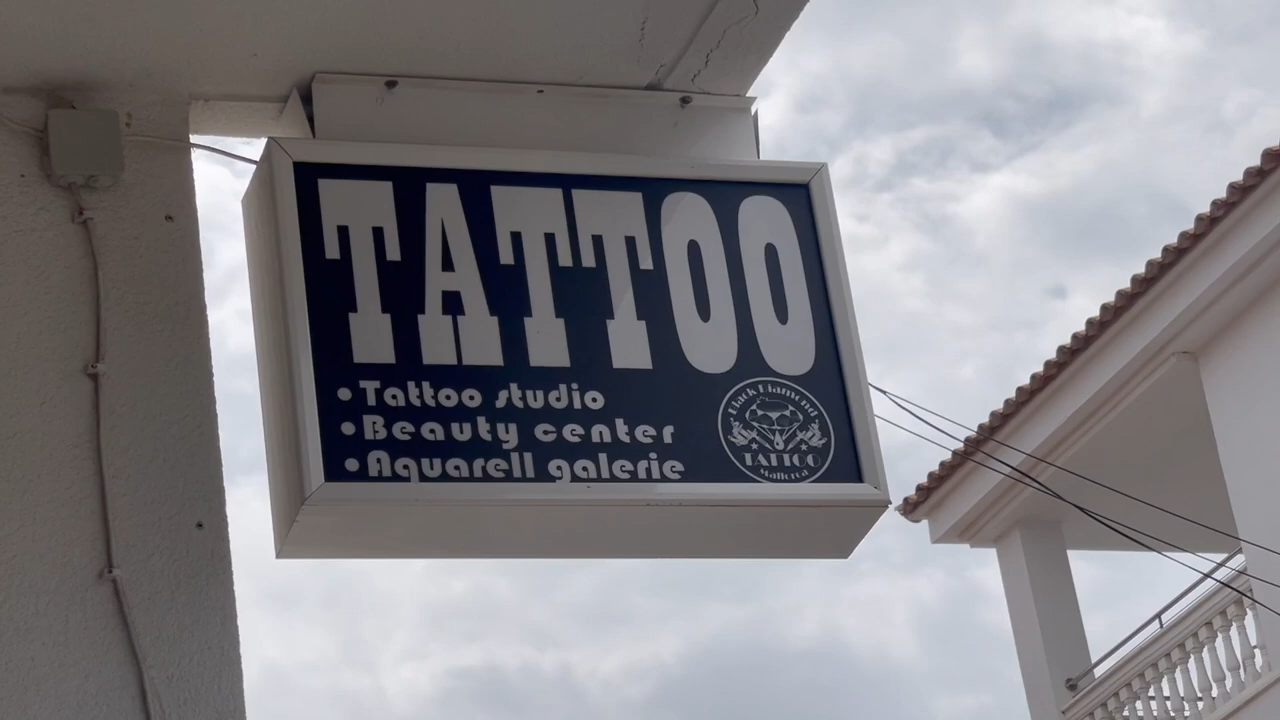 TATTOO
• Tattoo studio
• Beauty center
• Aquarell galerie
Black Diamond
TATTOO
Mallorca